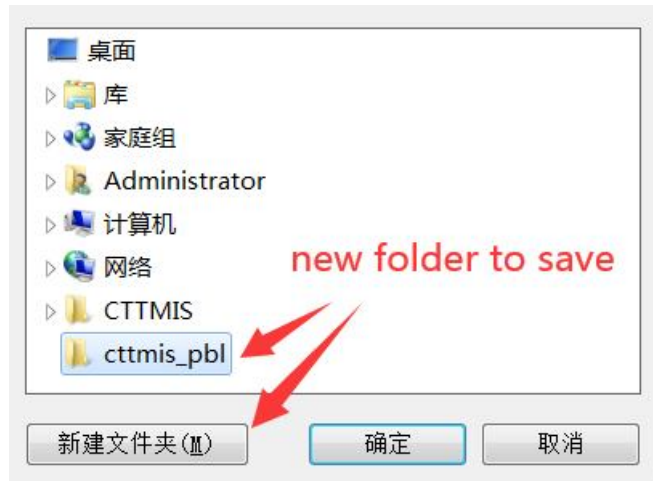 桌面
库
家庭组
Administrator
计算机
网络
new folder to save
CTTMIS
cttmis_pbl
新建文件夹(M)
确定
取消